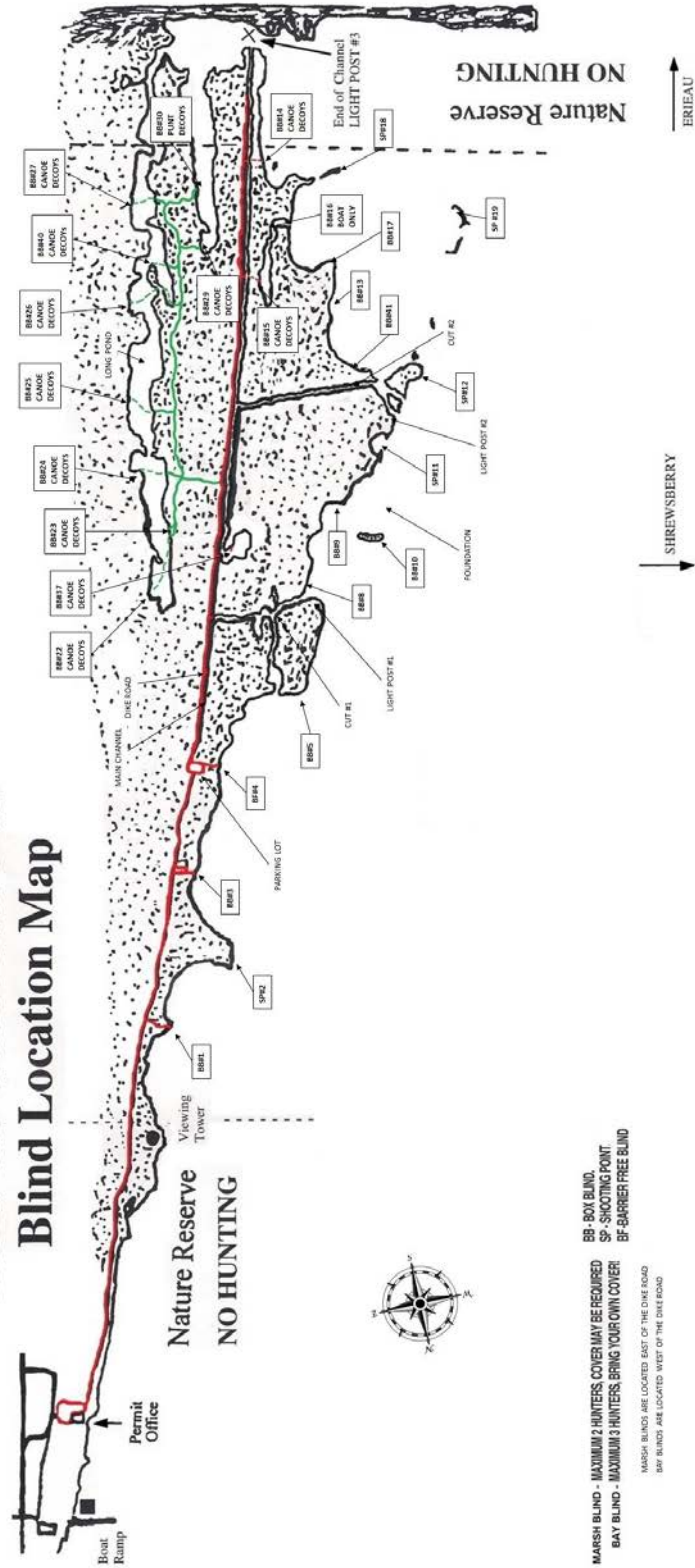 Blind Location Map
BB#22
CANOE
DECOYS
BB#37
CANOE
DECOYS
BB#23
CANOE
DECOYS
BB#24
CANOE
DECOYS
BB#25
CANOE
DECOYS
BB#26
CANOE
DECOYS
BB#40
CANOE
DECOYS
BB#27
CANOE
DECOYS
BB#30
PUNT
DECOYS
LONG POND
BB#29
CANOE
DECOYS
End of Channel
LIGHT POST #3
MAIN CHANNEL
DIKE ROAD
BB#15
CANOE
DECOYS
BB#14
CANOE
DECOYS
BB#16
BOAT
ONLY
Boat
Ramp
Permit
Office
Nature Reserve
NO HUNTING
Viewing
Tower
BB#1
SP#2
BB#3
PARKING LOT
BF#4
BB#5
CUT #1
LIGHT POST #1
BB#8
BB#9
BB#10
FOUNDATION
SP#11
LIGHT POST #2
SP#12
CUT #2
BB#41
BB#13
BB#17
SP#18
SP #19
Nature Reserve
NO HUNTING
SHREWSBERRY
ERIEAU
N
S
MARSH BLIND - MAXIMUM 2 HUNTERS, COVER MAY BE REQUIRED
BAY BLIND - MAXIMUM 3 HUNTERS, BRING YOUR OWN COVER!
BB - BOX BLIND.
SP - SHOOTING POINT
BF-BARRIER FREE BLIND
MARSH BLINDS ARE LOCATED EAST OF THE DIKE ROAD
BAY BLINDS ARE LOCATED WEST OF THE DIKE ROAD